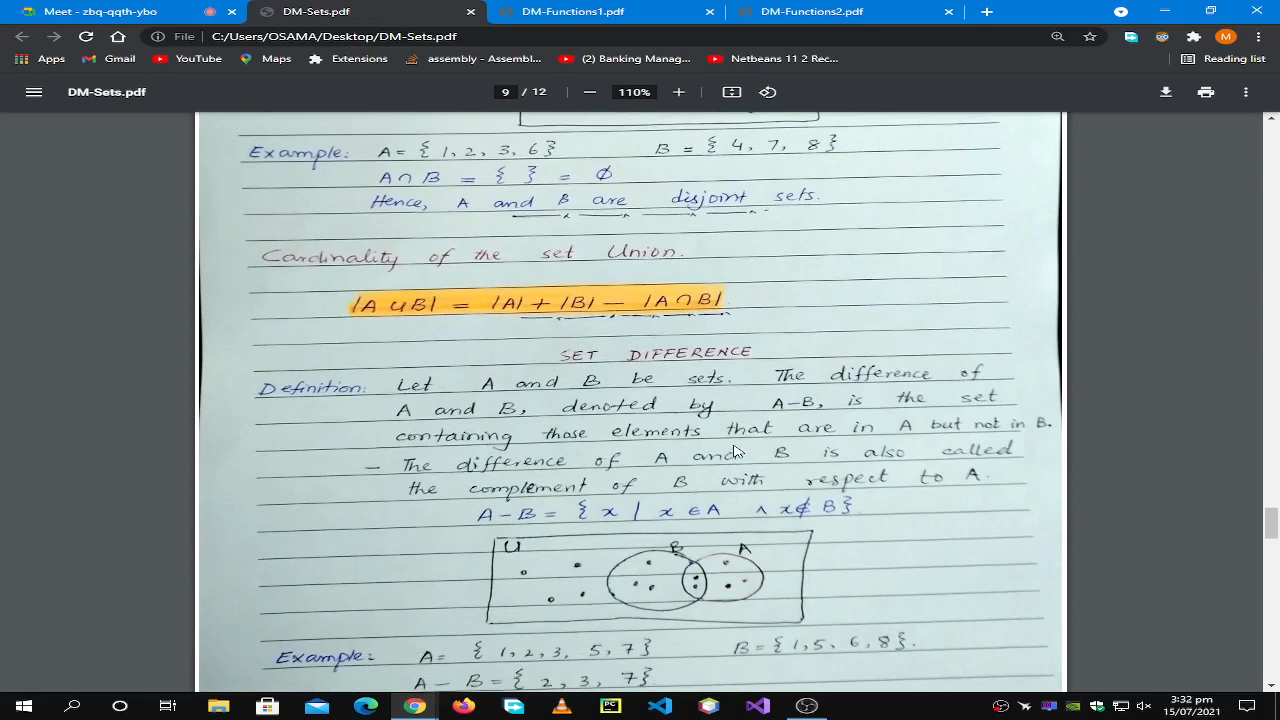 Meet - zbq-qqth-ybo
DM-Sets.pdf
DM-Functions1.pdf
DM-Functions2.pdf
File
C:/Users/OSAMA/Desktop/DM-Sets.pdf
Apps
Gmail
YouTube
Maps
Extensions
assembly - Assembl...
(2) Banking Manag...
Netbeans 11 2 Rec...
Reading list
DM-Sets.pdf
9 / 12
110%
Example: A = { 1, 2, 3, 6 } B = { 4, 7, 8 }
A ∩ B = { } = ∅
Hence, A and B are disjoint sets.
Cardinality of the set Union.
|A ∪ B| = |A| + |B| - |A ∩ B|
SET DIFFERENCE
Definition: Let A and B be sets. The difference of
A and B, denoted by A-B, is the set
containing those elements that are in A but not in B.
- The difference of A and B is also called
the complement of B with respect to A.
A - B = { x | x ∈ A ∧ x ∉ B }
U
B
A
Example: A = { 1, 2, 3, 5, 7 } B = { 1, 5, 6, 8 }.
A - B = { 2, 3, 7 }
3:32 pm
15/07/2021